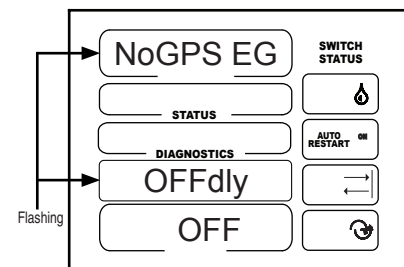 NoGPS EG
SWITCH
STATUS
STATUS
AUTO
RESTART
ON
DIAGNOSTICS
OFFdly
Flashing
OFF